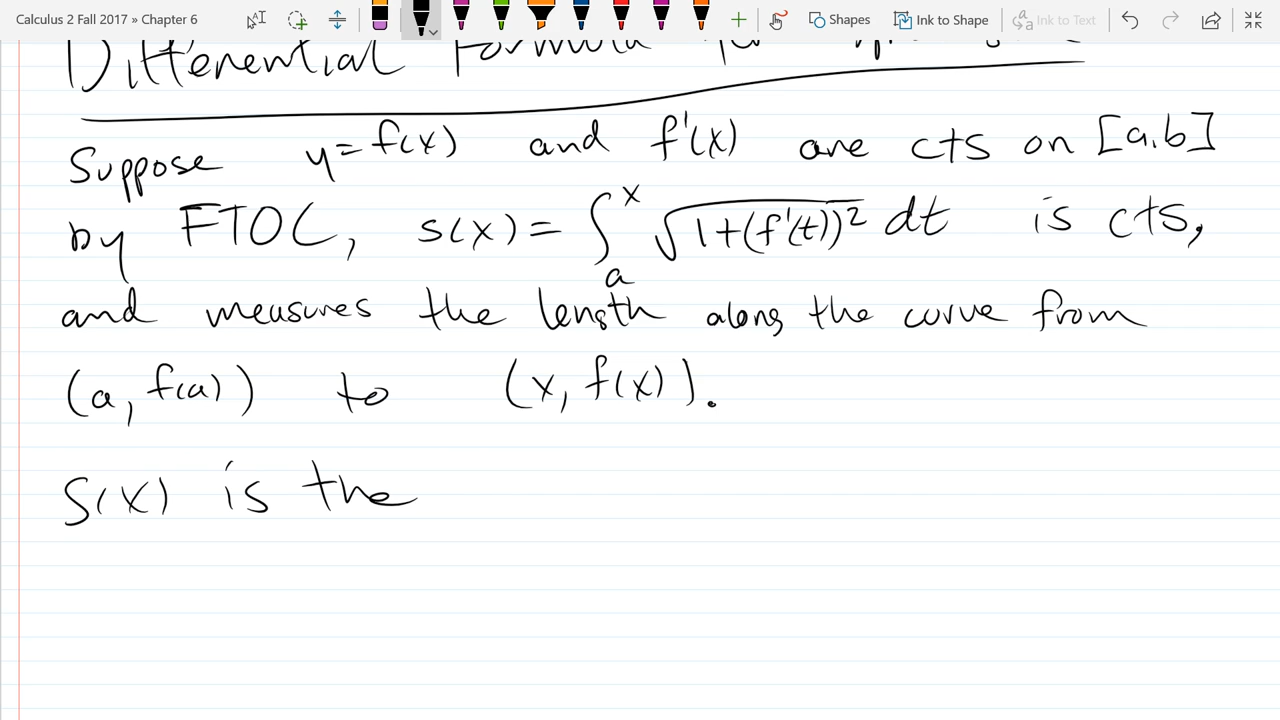 Calculus 2 Fall 2017 » Chapter 6
Shapes
Ink to Shape
Ink to Text
Differential Formula for
Suppose y=f(x) and f'(x) are cts on [a,b]
by FTOC, s(x) = ∫ₐˣ √(1+(f'(t))²) dt is cts,
and measures the length along the curve from
(a, f(a)) to (x, f(x)).
S(x) is the